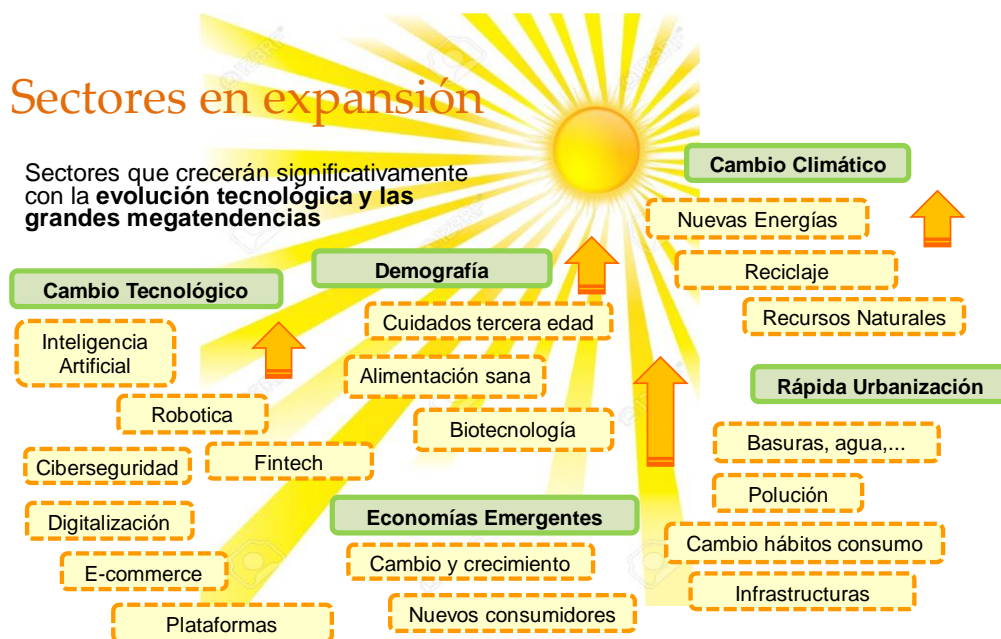 Sectores en expansión
Sectores que crecerán significativamente
con la evolución tecnológica y las
grandes megatendencias
Cambio Tecnológico
Inteligencia
Artificial
Robotica
Ciberseguridad
Fintech
Digitalización
E-commerce
Plataformas
Demografía
Cuidados tercera edad
Alimentación sana
Biotecnología
Economías Emergentes
Cambio y crecimiento
Nuevos consumidores
Cambio Climático
Nuevas Energías
Reciclaje
Recursos Naturales
Rápida Urbanización
Basuras, agua,...
Polución
Cambio hábitos consumo
Infrastructuras